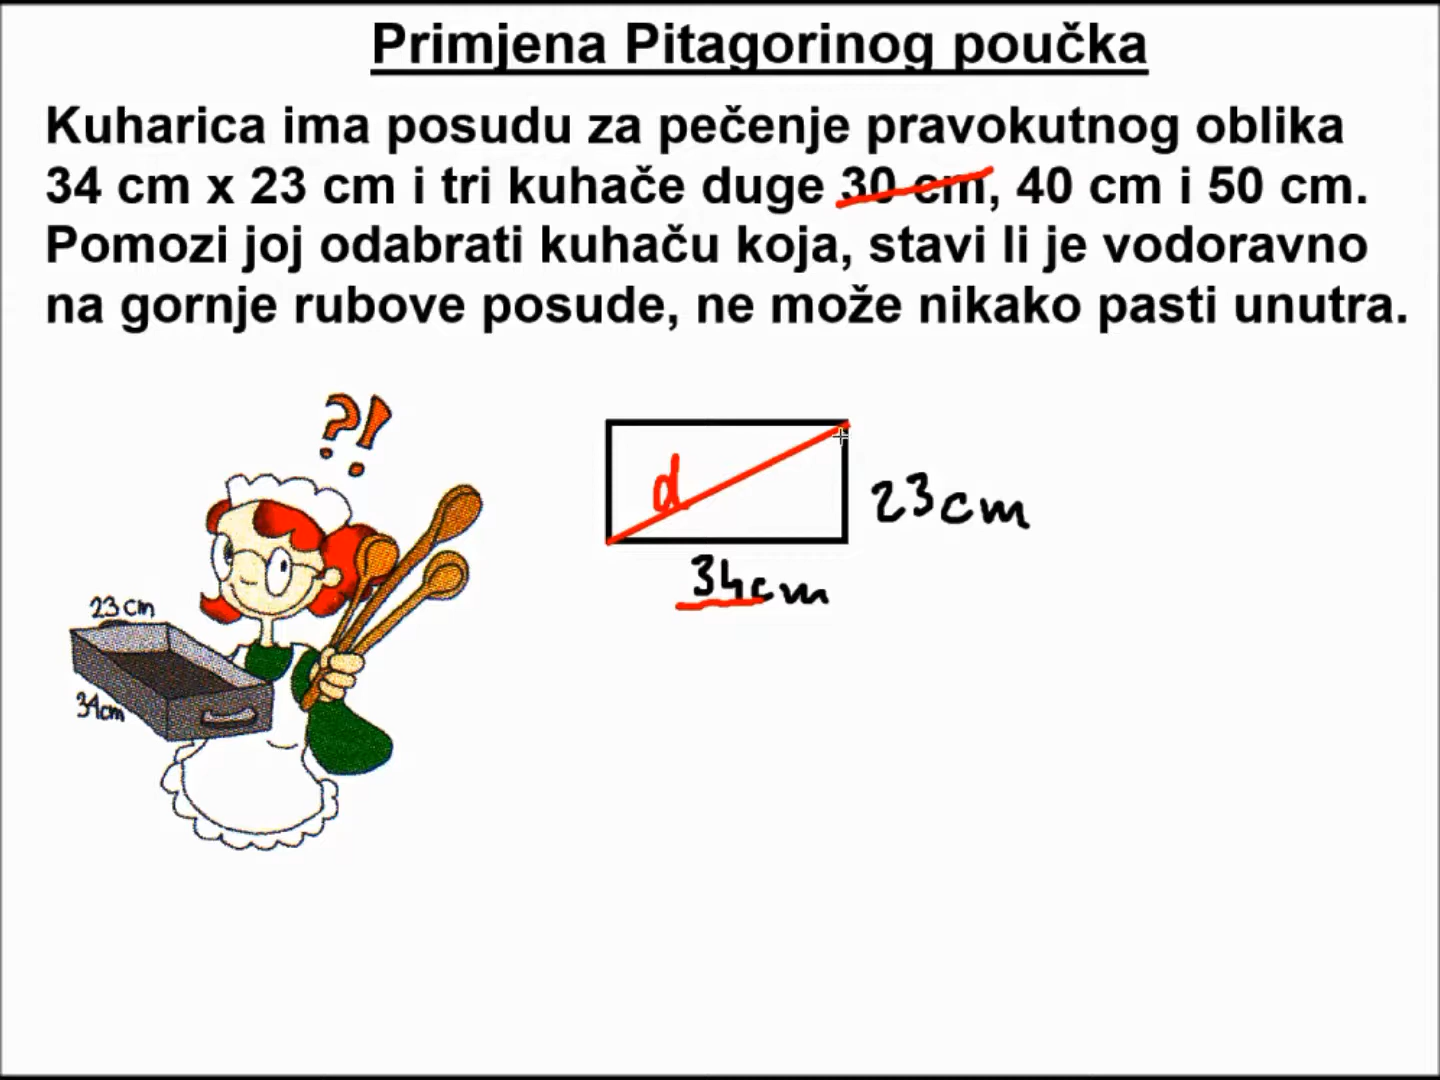 Primjena Pitagorinog poučka
Kuharica ima posudu za pečenje pravokutnog oblika
34 cm x 23 cm i tri kuhače duge 30 cm, 40 cm i 50 cm.
Pomozi joj odabrati kuhaču koja, stavi li je vodoravno
na gornje rubove posude, ne može nikako pasti unutra.
?!
d
23cm
34cm
23 cm
34cm